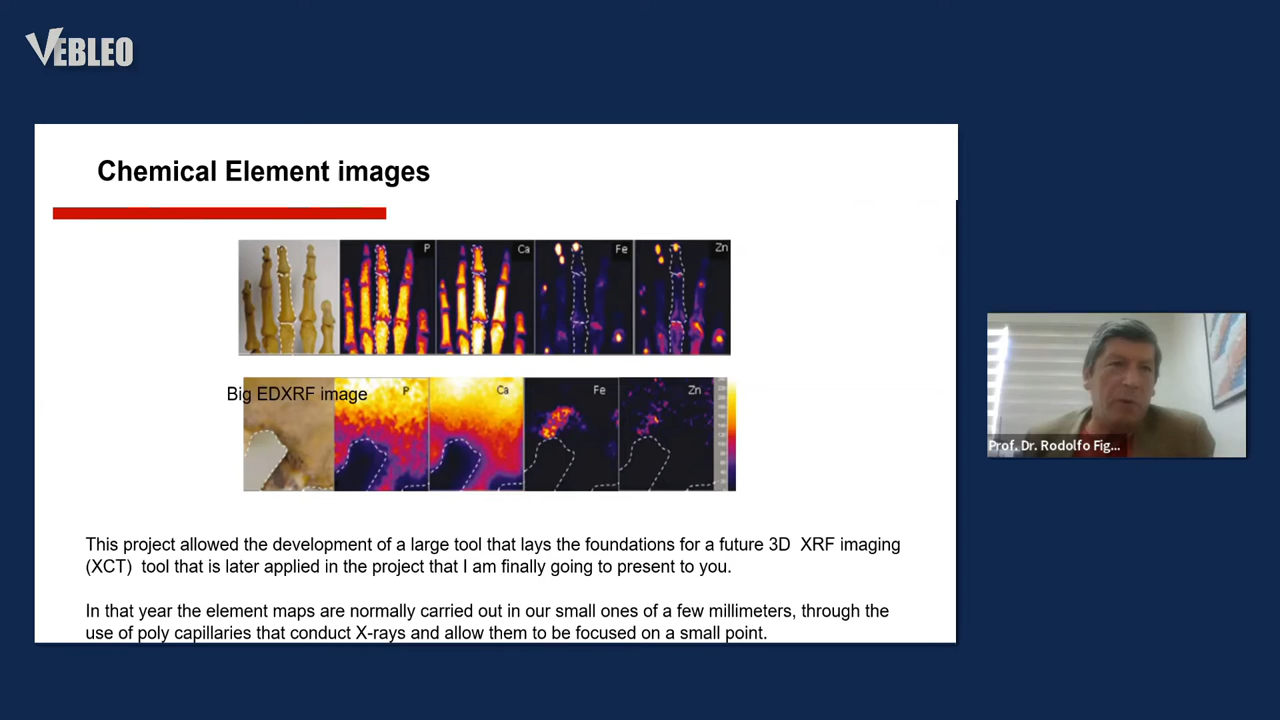 VEBLEO
Chemical Element images
P Ca Fe Zn
Big EDXRF image
P Ca Fe Zn
This project allowed the development of a large tool that lays the foundations for a future 3D XRF imaging
(XCT) tool that is later applied in the project that I am finally going to present to you.
In that year the element maps are normally carried out in our small ones of a few millimeters, through the
use of poly capillaries that conduct X-rays and allow them to be focused on a small point.
Prof. Dr. Rodolfo Fig...